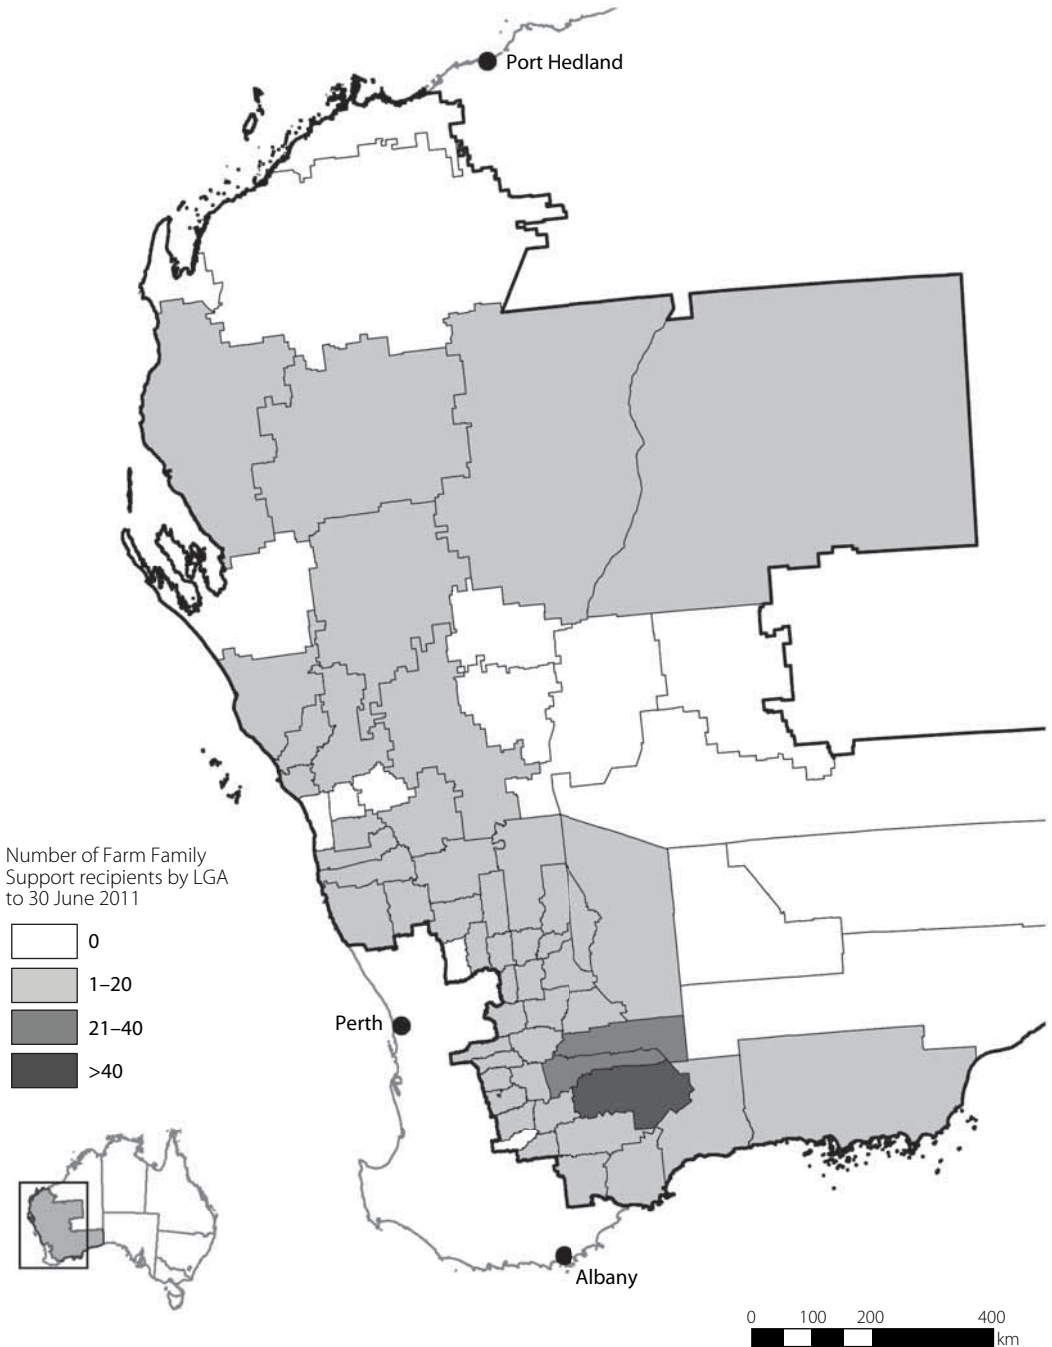 Port Hedland
Number of Farm Family
Support recipients by LGA
to 30 June 2011
0
1–20
21–40
>40
Perth
Albany
0 100 200 400
km